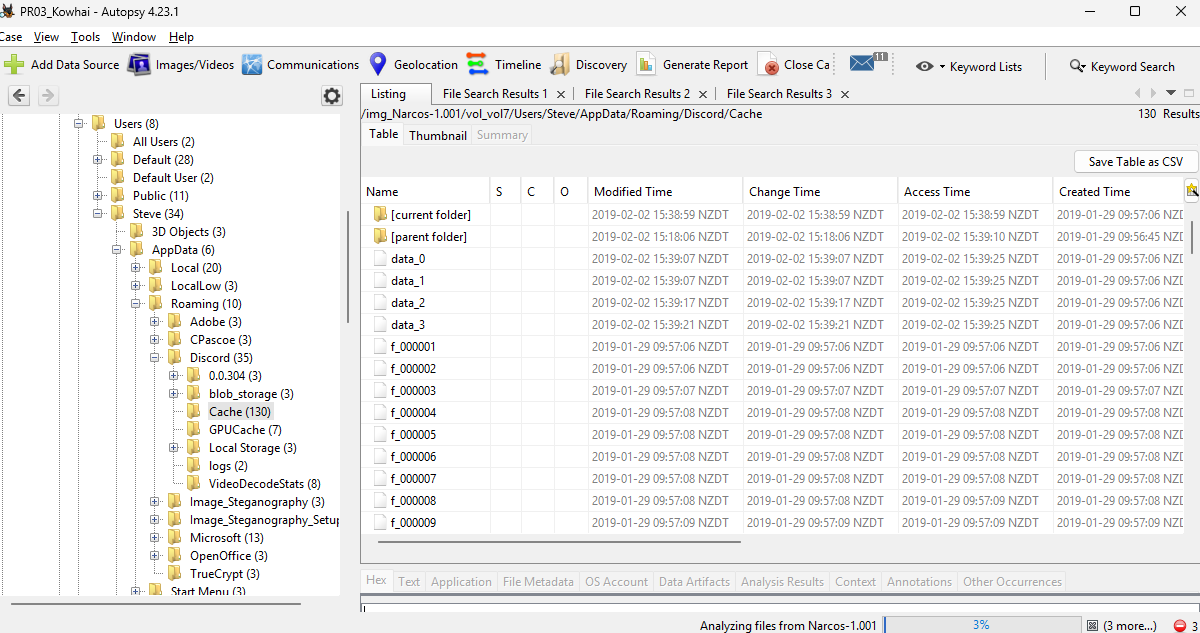 PR03_Kowhai - Autopsy 4.23.1
Case View Tools Window Help
Add Data Source Images/Videos Communications Geolocation Timeline Discovery Generate Report Close Ca 11 Keyword Lists Keyword Search
Listing File Search Results 1 File Search Results 2 File Search Results 3
/img_Narcos-1.001/vol_vol7/Users/Steve/AppData/Roaming/Discord/Cache
130 Results
Table Thumbnail Summary
Save Table as CSV
Users (8)
All Users (2)
Default (28)
Default User (2)
Public (11)
Steve (34)
3D Objects (3)
AppData (6)
Local (20)
LocalLow (3)
Roaming (10)
Adobe (3)
CPascoe (3)
Discord (35)
0.0.304 (3)
blob_storage (3)
Cache (130)
GPUCache (7)
Local Storage (3)
logs (2)
VideoDecodeStats (8)
Image_Steganography (3)
Image_Steganography_Setup
Microsoft (13)
OpenOffice (3)
TrueCrypt (3)
Start Menu (3)
Name S C O Modified Time Change Time Access Time Created Time
[current folder] 2019-02-02 15:38:59 NZDT 2019-02-02 15:38:59 NZDT 2019-02-02 15:38:59 NZDT 2019-01-29 09:57:06 NZDT
[parent folder] 2019-02-02 15:18:06 NZDT 2019-02-02 15:18:06 NZDT 2019-02-02 15:39:10 NZDT 2019-01-29 09:56:45 NZDT
data_0 2019-02-02 15:39:07 NZDT 2019-02-02 15:39:07 NZDT 2019-02-02 15:39:25 NZDT 2019-01-29 09:57:06 NZDT
data_1 2019-02-02 15:39:07 NZDT 2019-02-02 15:39:07 NZDT 2019-02-02 15:39:25 NZDT 2019-01-29 09:57:06 NZDT
data_2 2019-02-02 15:39:17 NZDT 2019-02-02 15:39:17 NZDT 2019-02-02 15:39:25 NZDT 2019-01-29 09:57:06 NZDT
data_3 2019-02-02 15:39:21 NZDT 2019-02-02 15:39:21 NZDT 2019-02-02 15:39:25 NZDT 2019-01-29 09:57:06 NZDT
f_000001 2019-01-29 09:57:06 NZDT 2019-01-29 09:57:06 NZDT 2019-01-29 09:57:06 NZDT 2019-01-29 09:57:06 NZDT
f_000002 2019-01-29 09:57:06 NZDT 2019-01-29 09:57:06 NZDT 2019-01-29 09:57:06 NZDT 2019-01-29 09:57:06 NZDT
f_000003 2019-01-29 09:57:07 NZDT 2019-01-29 09:57:07 NZDT 2019-01-29 09:57:07 NZDT 2019-01-29 09:57:07 NZDT
f_000004 2019-01-29 09:57:08 NZDT 2019-01-29 09:57:08 NZDT 2019-01-29 09:57:08 NZDT 2019-01-29 09:57:08 NZDT
f_000005 2019-01-29 09:57:08 NZDT 2019-01-29 09:57:08 NZDT 2019-01-29 09:57:08 NZDT 2019-01-29 09:57:08 NZDT
f_000006 2019-01-29 09:57:08 NZDT 2019-01-29 09:57:08 NZDT 2019-01-29 09:57:08 NZDT 2019-01-29 09:57:08 NZDT
f_000007 2019-01-29 09:57:08 NZDT 2019-01-29 09:57:08 NZDT 2019-01-29 09:57:08 NZDT 2019-01-29 09:57:08 NZDT
f_000008 2019-01-29 09:57:09 NZDT 2019-01-29 09:57:09 NZDT 2019-01-29 09:57:09 NZDT 2019-01-29 09:57:08 NZDT
f_000009 2019-01-29 09:57:09 NZDT 2019-01-29 09:57:09 NZDT 2019-01-29 09:57:09 NZDT 2019-01-29 09:57:09 NZDT
Hex Text Application File Metadata OS Account Data Artifacts Analysis Results Context Annotations Other Occurrences
Analyzing files from Narcos-1.001 3% (3 more...) 3